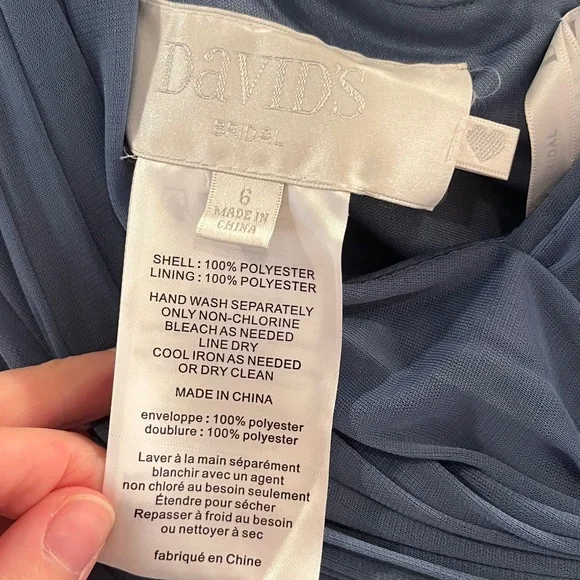 DaVID'S
BRIDAL
6
MADE IN
CHINA
SHELL : 100% POLYESTER
LINING : 100% POLYESTER
HAND WASH SEPARATELY
ONLY NON-CHLORINE
BLEACH AS NEEDED
LINE DRY
COOL IRON AS NEEDED
OR DRY CLEAN
MADE IN CHINA
enveloppe : 100% polyester
doublure : 100% polyester
Laver à la main séparément
blanchir avec un agent
non chloré au besoin seulement
Étendre pour sécher
Repasser à froid au besoin
ou nettoyer à sec
fabriqué en Chine